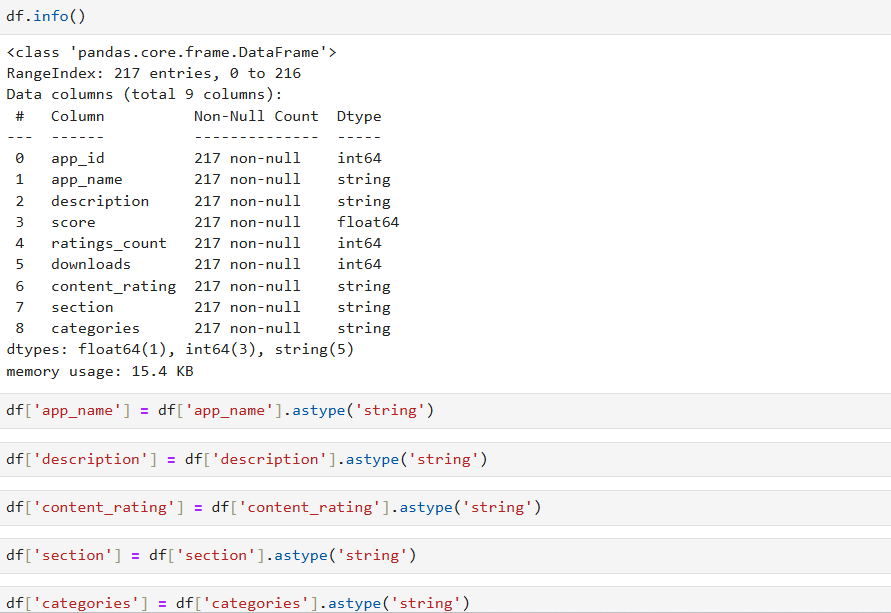 df.info()
<class 'pandas.core.frame.DataFrame'>
RangeIndex: 217 entries, 0 to 216
Data columns (total 9 columns):
 #   Column          Non-Null Count  Dtype
---  ------          --------------  -----
 0   app_id          217 non-null    int64
 1   app_name        217 non-null    string
 2   description     217 non-null    string
 3   score           217 non-null    float64
 4   ratings_count   217 non-null    int64
 5   downloads       217 non-null    int64
 6   content_rating  217 non-null    string
 7   section         217 non-null    string
 8   categories      217 non-null    string
dtypes: float64(1), int64(3), string(5)
memory usage: 15.4 KB
df['app_name'] = df['app_name'].astype('string')
df['description'] = df['description'].astype('string')
df['content_rating'] = df['content_rating'].astype('string')
df['section'] = df['section'].astype('string')
df['categories'] = df['categories'].astype('string')